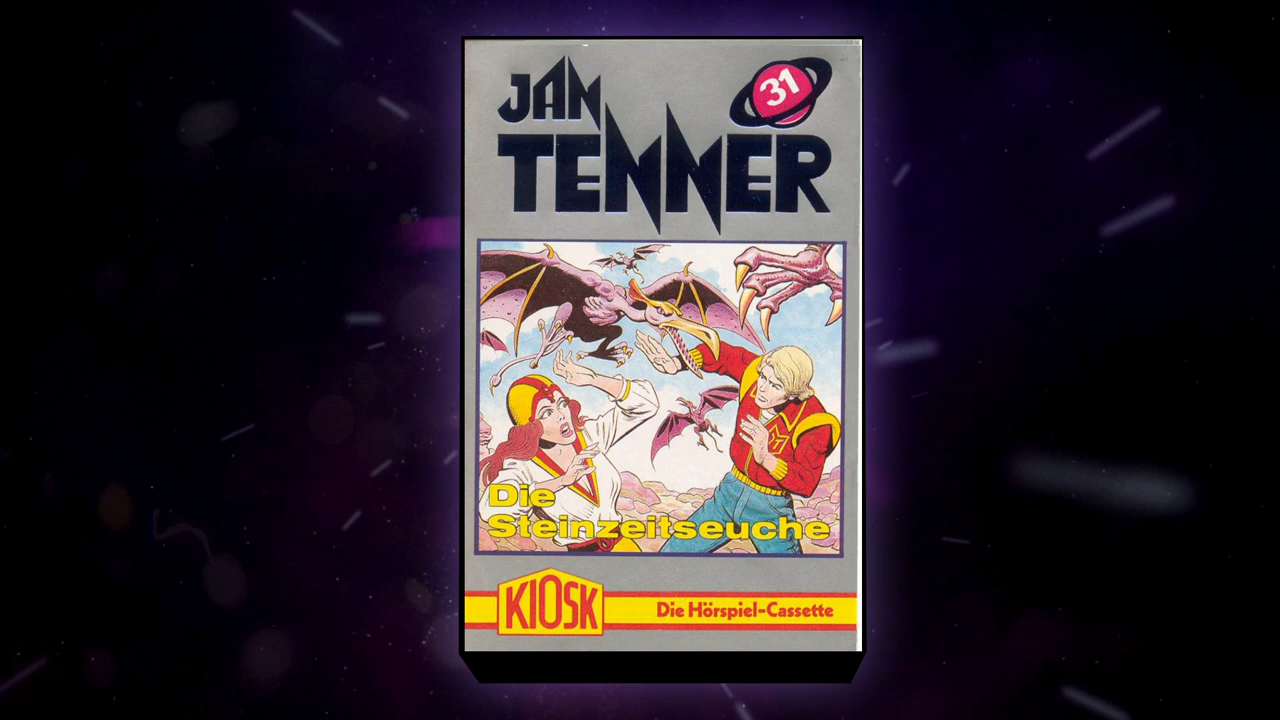 JAN
31
TENNER
Die
Steinzeitseuche
KIOSK
Die Hörspiel-Cassette